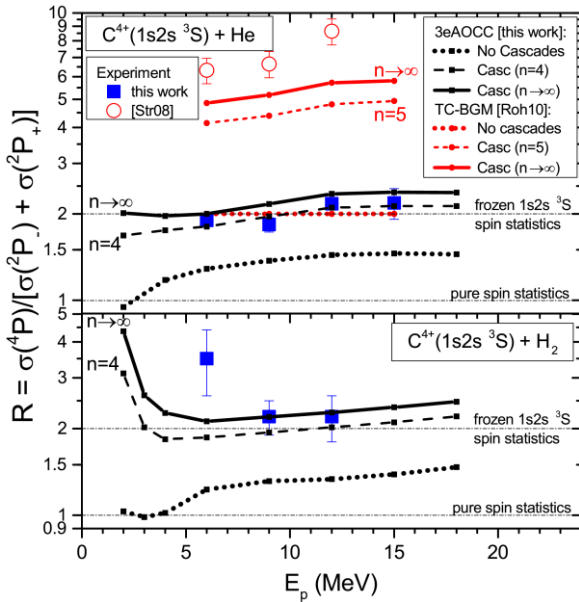 C⁴⁺(1s2s ³S) + He
Experiment
this work
[Str08]
3eAOCC [this work]:
No Cascades
Casc (n=4)
Casc (n→∞)
TC-BGM [Roh10]:
No cascades
Casc (n=5)
Casc (n→∞)
n→∞
n=5
n→∞
n=4
frozen 1s2s ³S
spin statistics
pure spin statistics
9
8
7
6
5
4
3
2
1.5
1
R = σ(⁴P)/[σ(²P₋) + σ(²P₊)]
C⁴⁺(1s2s ³S) + H₂
n→∞
n=4
frozen 1s2s ³S
spin statistics
pure spin statistics
5
4
3
2
1.5
1
0.9
0 5 10 15 20
Eₚ (MeV)